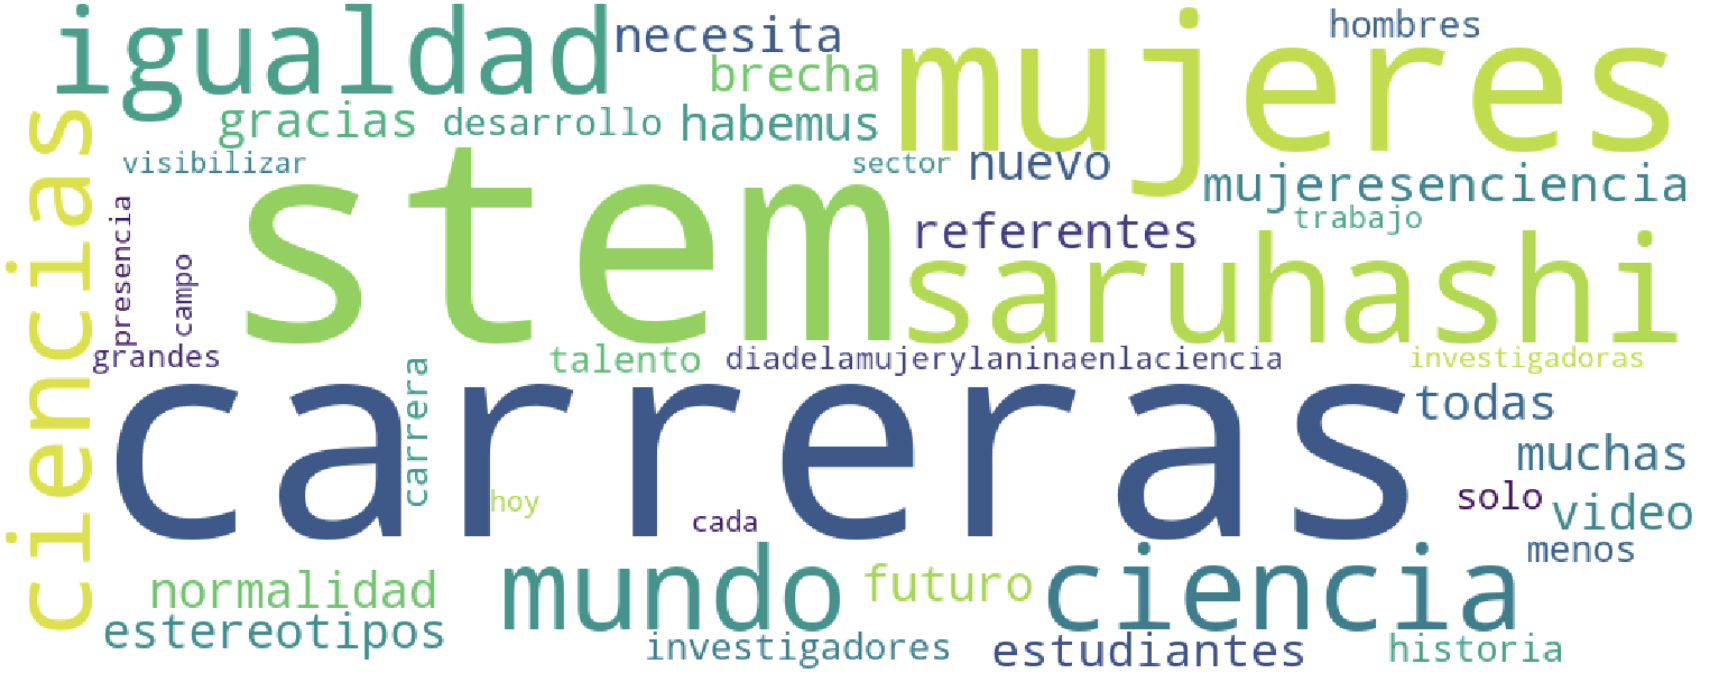 igualdad
necesita
mujeres
hombres
brecha
gracias
desarrollo
habemus
visibilizar
sector
nuevo
mujeresenciencia
ciencias
stem
referentes
trabajo
presencia
campo
saruhashi
grandes
talento
diadelamujerylaninaenlaciencia
investigadoras
carreras
carrera
todas
muchas
hoy
cada
solo
video
menos
normalidad
mundo
futuro
ciencia
estereotipos
investigadores
estudiantes
historia